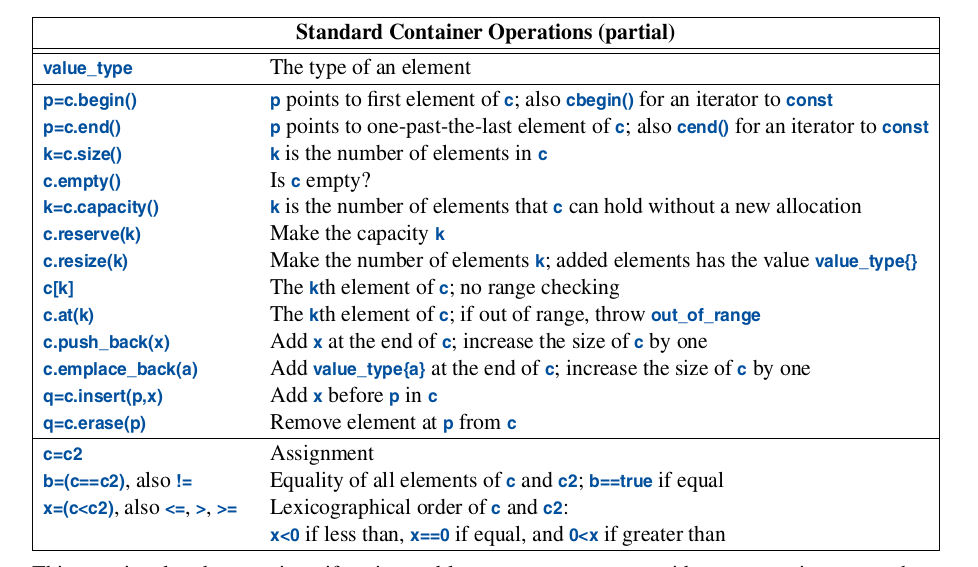 Standard Container Operations (partial)
value_type The type of an element
p=c.begin() p points to first element of c; also cbegin() for an iterator to const
p=c.end() p points to one-past-the-last element of c; also cend() for an iterator to const
k=c.size() k is the number of elements in c
c.empty() Is c empty?
k=c.capacity() k is the number of elements that c can hold without a new allocation
c.reserve(k) Make the capacity k
c.resize(k) Make the number of elements k; added elements has the value value_type{}
c[k] The kth element of c; no range checking
c.at(k) The kth element of c; if out of range, throw out_of_range
c.push_back(x) Add x at the end of c; increase the size of c by one
c.emplace_back(a) Add value_type{a} at the end of c; increase the size of c by one
q=c.insert(p,x) Add x before p in c
q=c.erase(p) Remove element at p from c
c=c2 Assignment
b=(c==c2), also != Equality of all elements of c and c2; b==true if equal
x=(c<c2), also <=, >, >= Lexicographical order of c and c2:
x<0 if less than, x==0 if equal, and 0<x if greater than